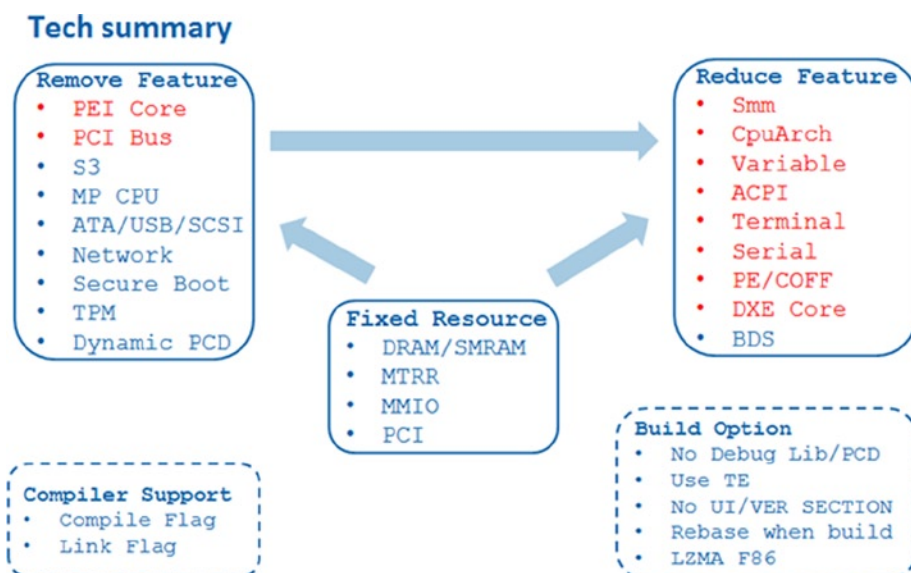 Tech summary
Remove Feature
• PEI Core
• PCI Bus
• S3
• MP CPU
• ATA/USB/SCSI
• Network
• Secure Boot
• TPM
• Dynamic PCD
Reduce Feature
• Smm
• CpuArch
• Variable
• ACPI
• Terminal
• Serial
• PE/COFF
• DXE Core
• BDS
Fixed Resource
• DRAM/SMRAM
• MTRR
• MMIO
• PCI
Compiler Support
• Compile Flag
• Link Flag
Build Option
• No Debug Lib/PCD
• Use TE
• No UI/VER SECTION
• Rebase when build
• LZMA F86